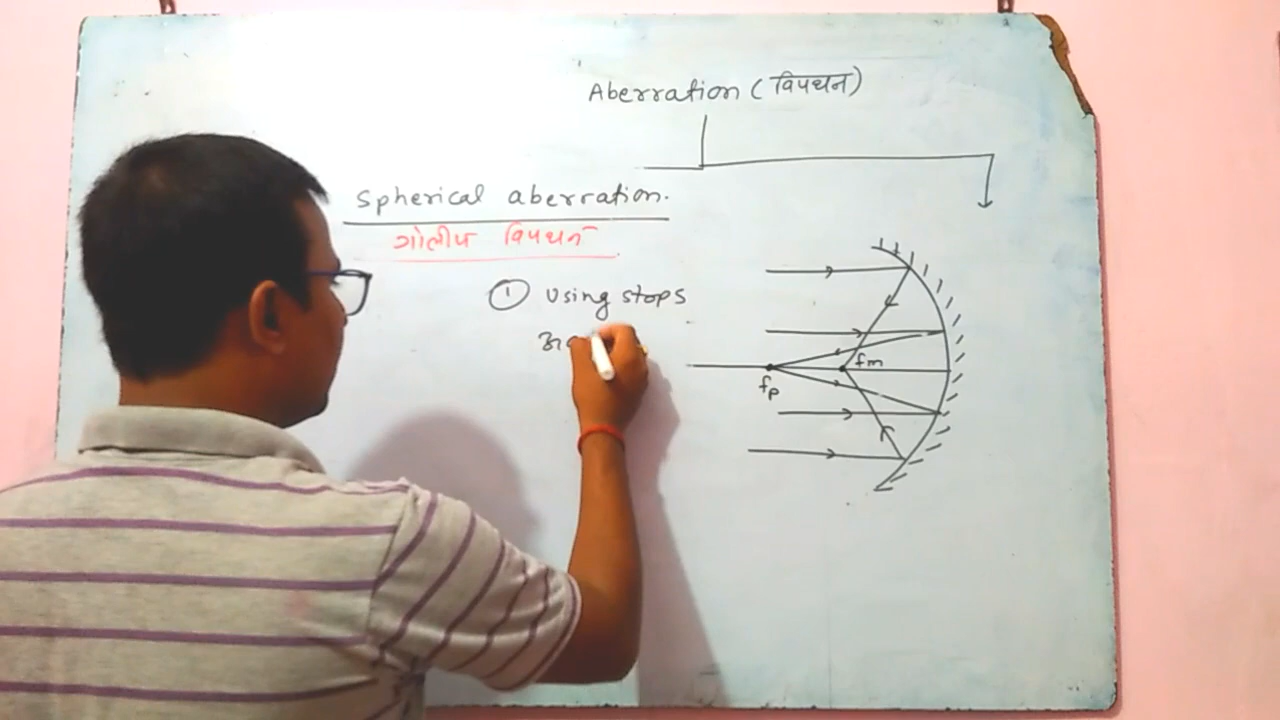 Aberration (विपथन)
Spherical aberration.
गोलीय विपथन
① Using stops
fm
fp